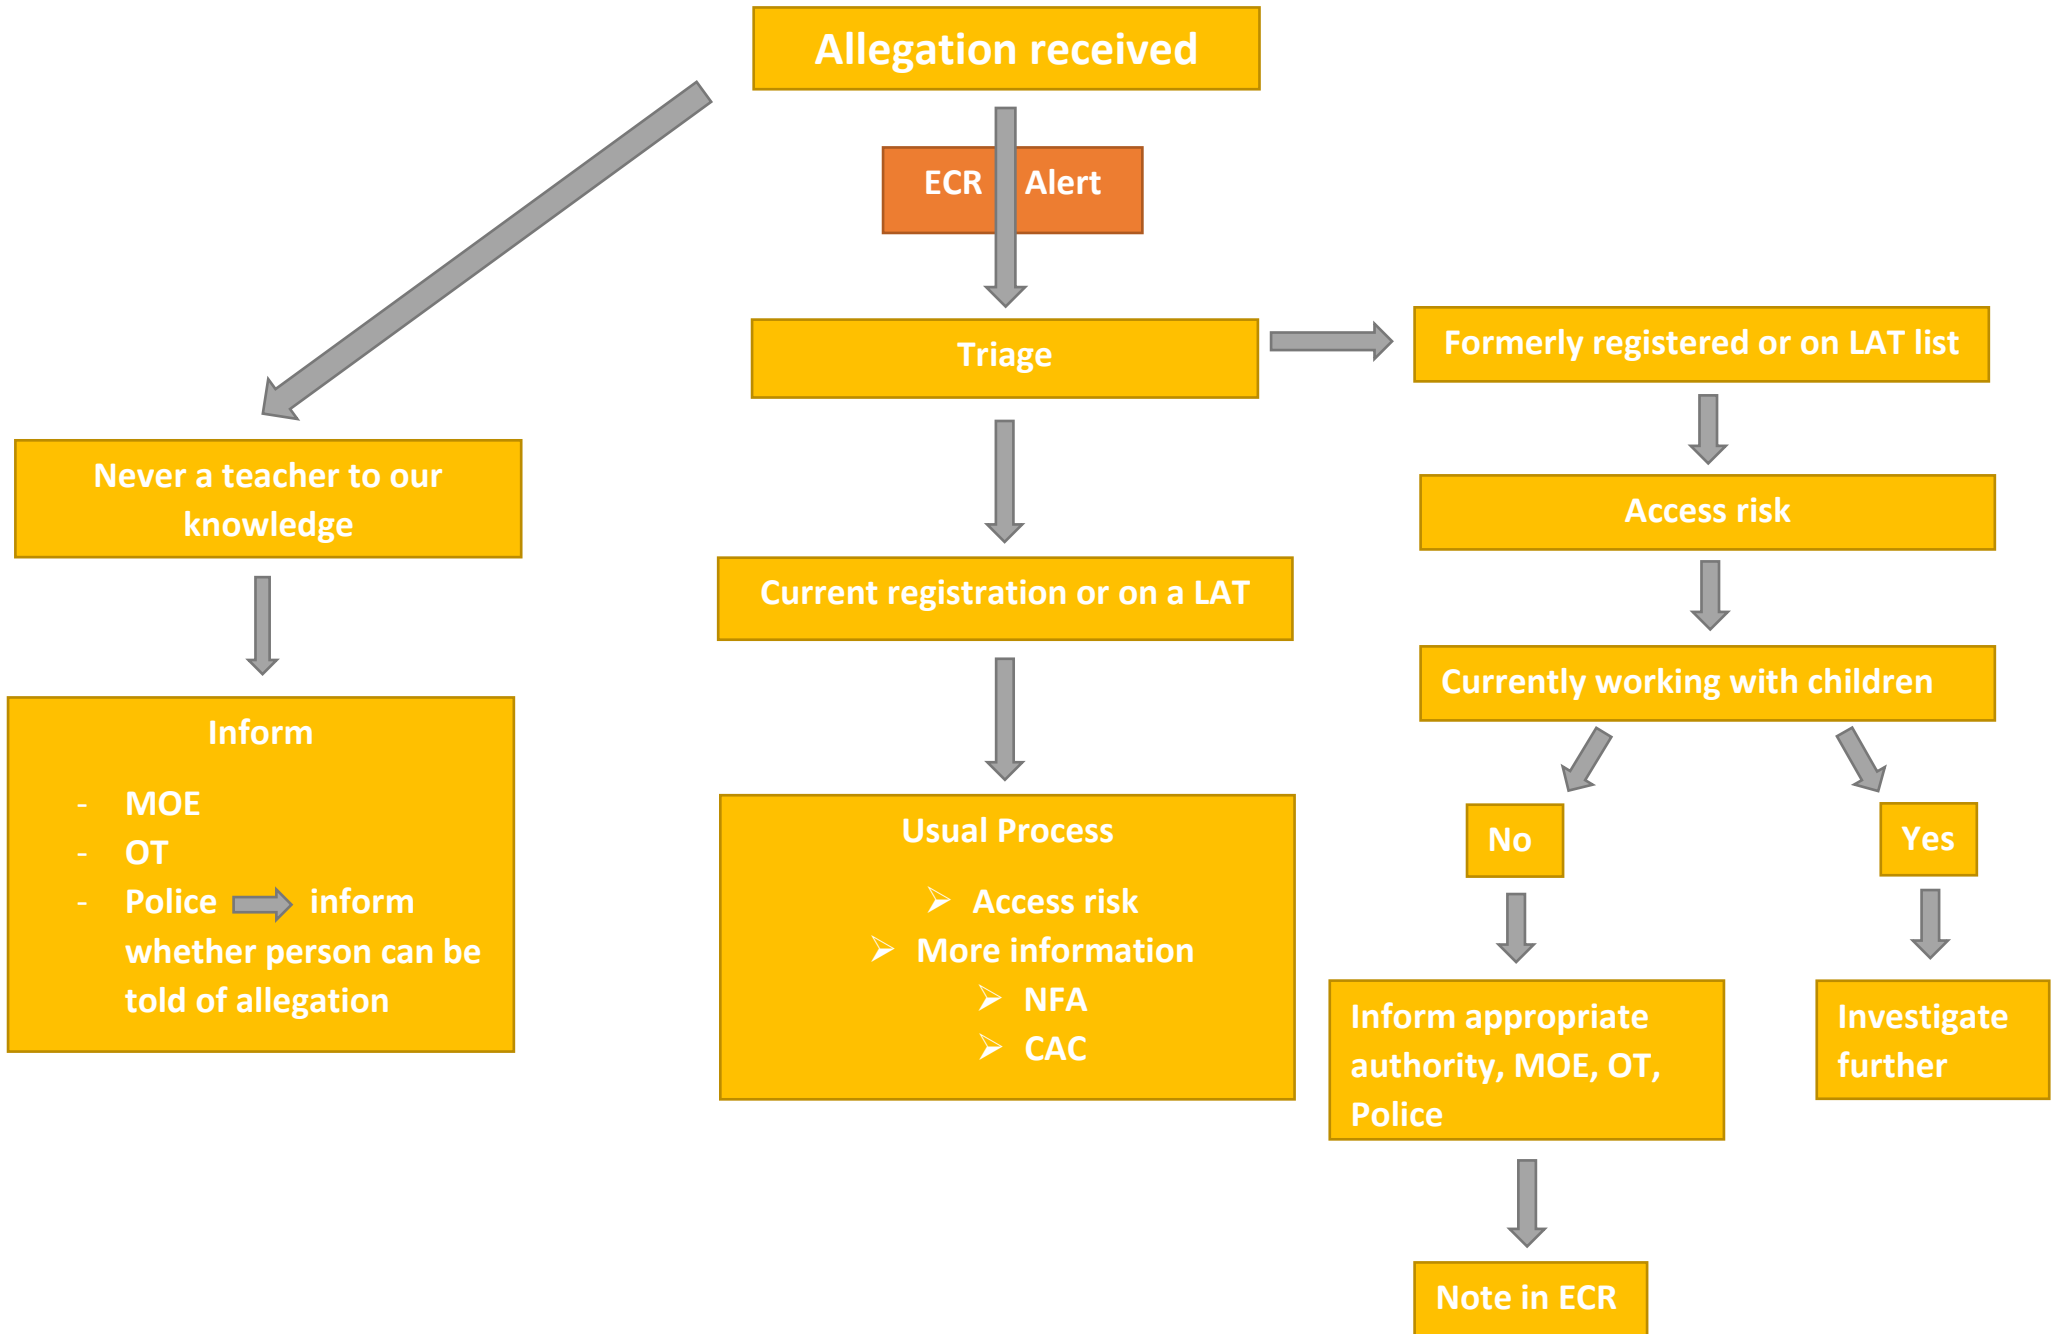 Allegation received
ECR Alert
Triage
Formerly registered or on LAT list
Never a teacher to our
knowledge
Access risk
Current registration or on a LAT
Currently working with children
Inform
- MOE
- OT
- Police inform
whether person can be
told of allegation
Usual Process
➢ Access risk
➢ More information
➢ NFA
➢ CAC
No
Yes
Inform appropriate
authority, MOE, OT,
Police
Investigate
further
Note in ECR